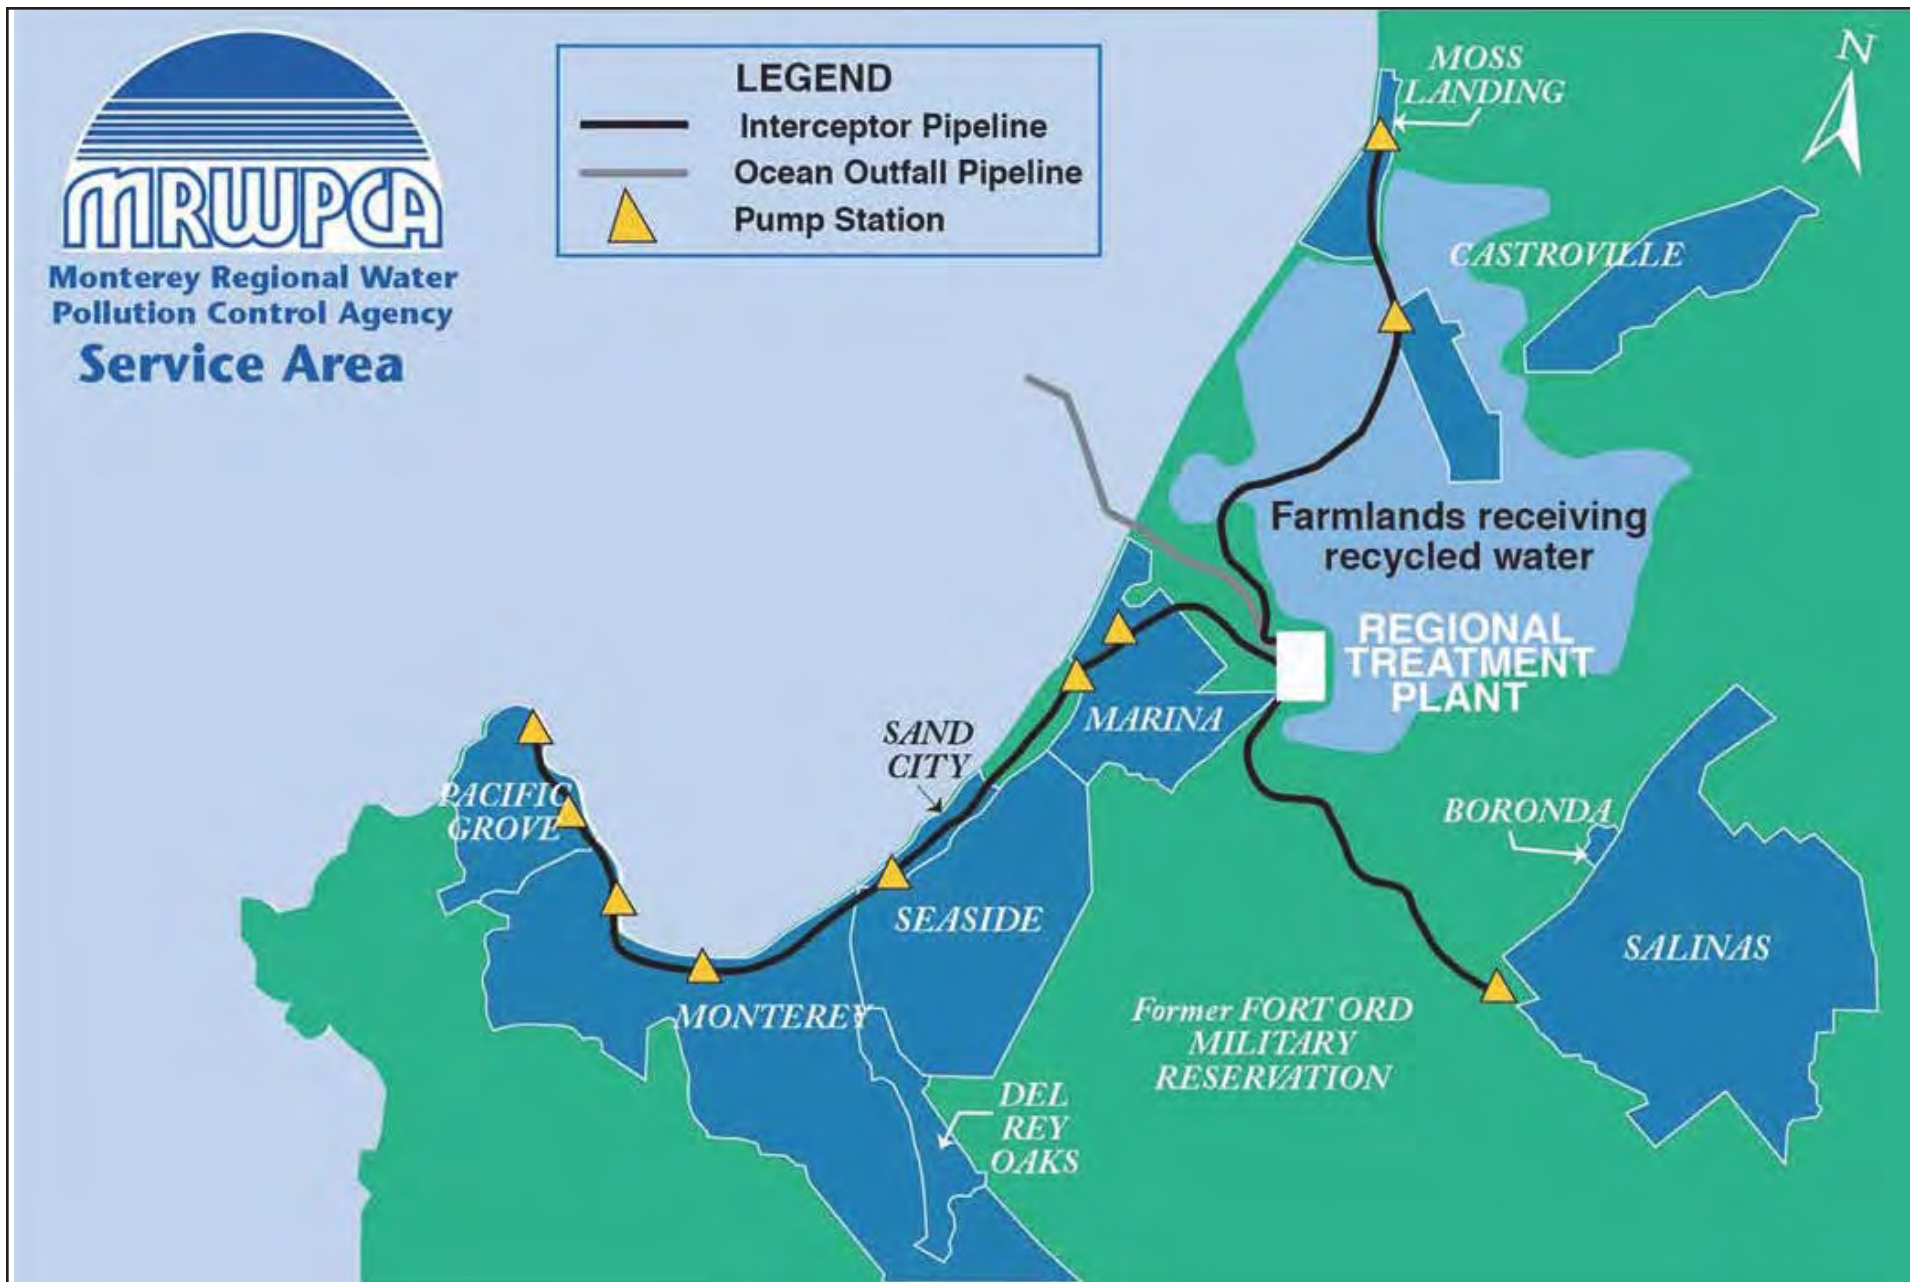 MRWPCA
Monterey Regional Water
Pollution Control Agency
Service Area
LEGEND
Interceptor Pipeline
Ocean Outfall Pipeline
Pump Station
N
MOSS
LANDING
CASTROVILLE
Farmlands receiving
recycled water
REGIONAL
TREATMENT
PLANT
MARINA
SAND
CITY
PACIFIC
GROVE
BORONDA
SEASIDE
SALINAS
MONTEREY
Former FORT ORD
MILITARY
RESERVATION
DEL
REY
OAKS